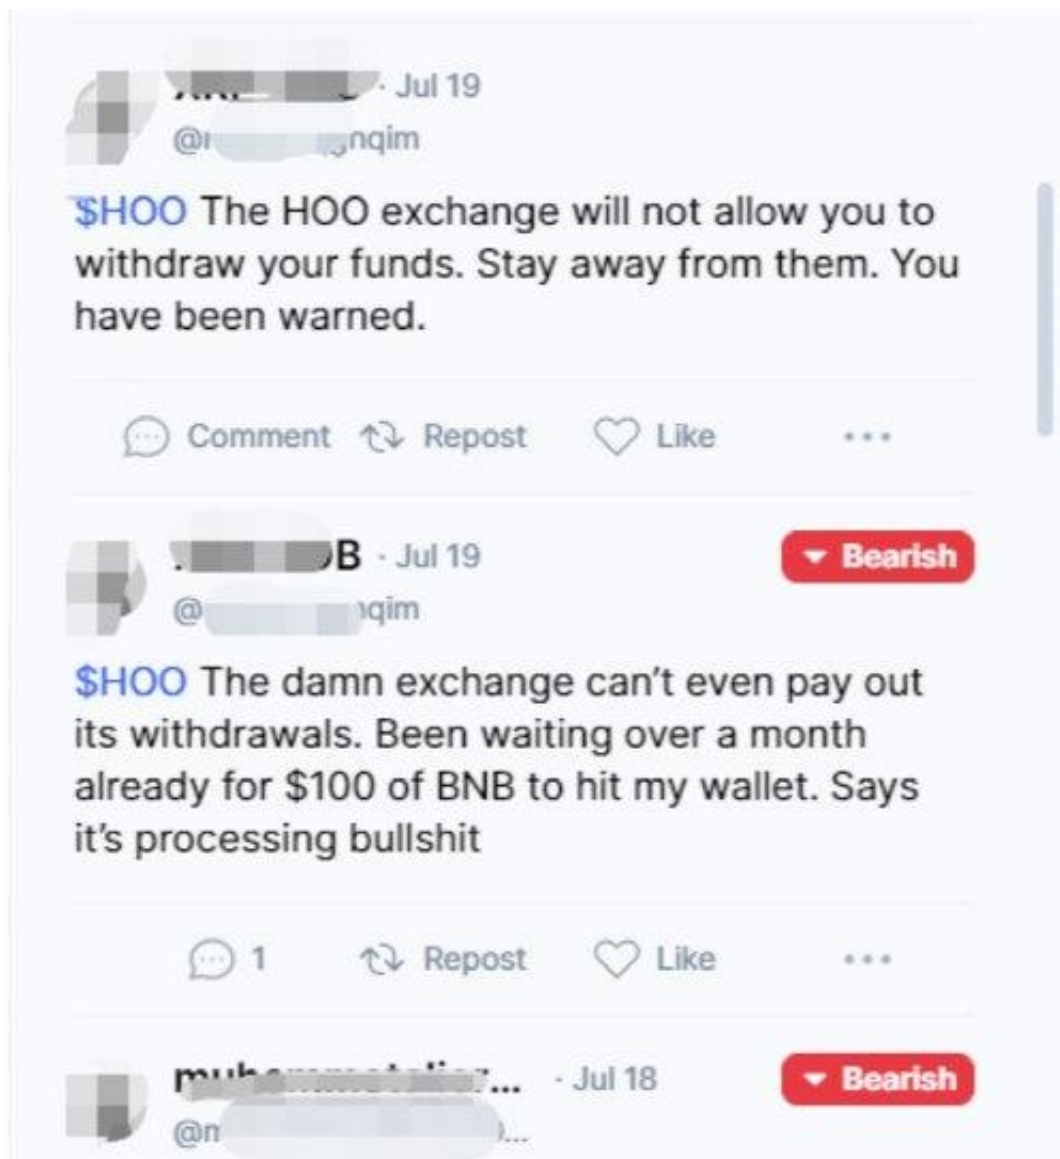 · Jul 19
$HOO The HOO exchange will not allow you to
withdraw your funds. Stay away from them. You
have been warned.
Comment Repost Like ...
· Jul 19 Bearish
$HOO The damn exchange can't even pay out
its withdrawals. Been waiting over a month
already for $100 of BNB to hit my wallet. Says
it's processing bullshit
1 Repost Like ...
· Jul 18 Bearish